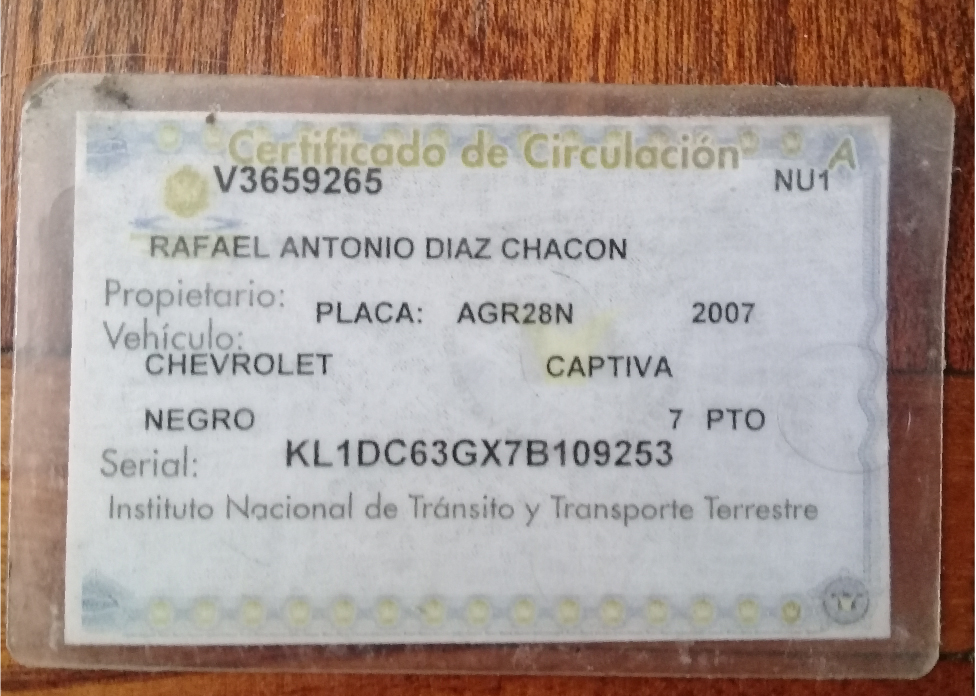 Certificado de Circulación A
V3659265 NU1
RAFAEL ANTONIO DIAZ CHACON
Propietario:
PLACA: AGR28N 2007
Vehículo:
CHEVROLET CAPTIVA
NEGRO 7 PTO
Serial: KL1DC63GX7B109253
Instituto Nacional de Tránsito y Transporte Terrestre